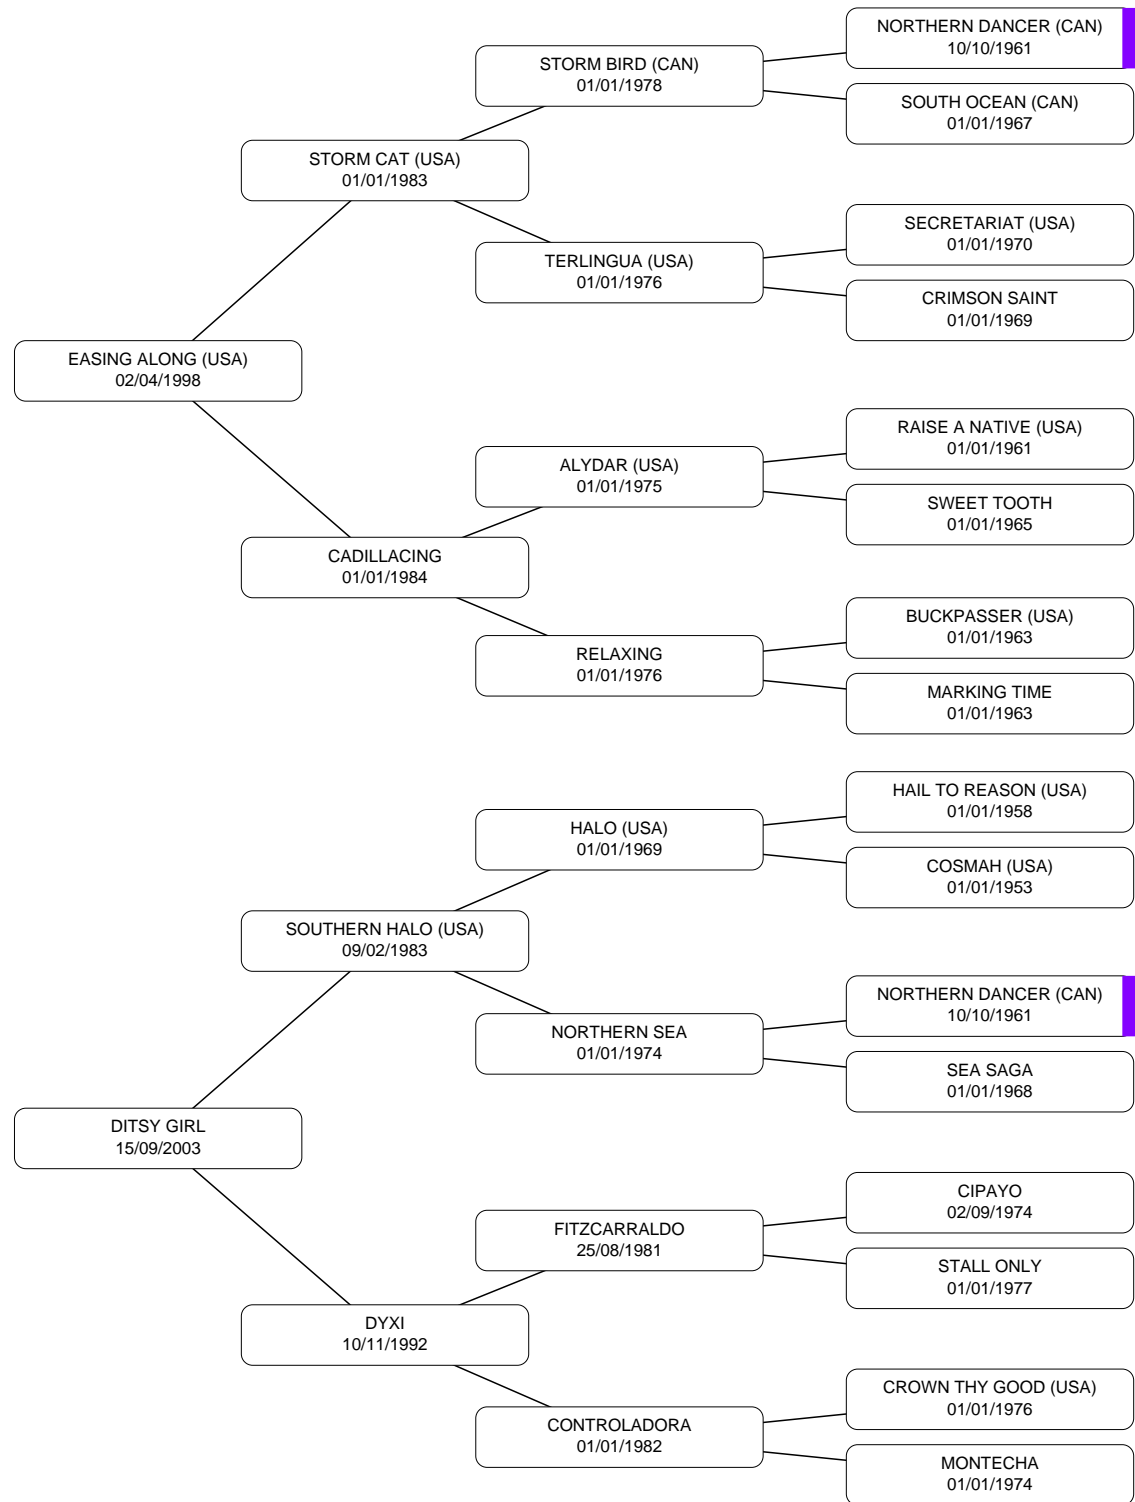 NORTHERN DANCER (CAN)
10/10/1961
STORM BIRD (CAN)
01/01/1978
SOUTH OCEAN (CAN)
01/01/1967
STORM CAT (USA)
01/01/1983
SECRETARIAT (USA)
01/01/1970
TERLINGUA (USA)
01/01/1976
CRIMSON SAINT
01/01/1969
EASING ALONG (USA)
02/04/1998
RAISE A NATIVE (USA)
01/01/1961
ALYDAR (USA)
01/01/1975
SWEET TOOTH
01/01/1965
CADILLACING
01/01/1984
BUCKPASSER (USA)
01/01/1963
RELAXING
01/01/1976
MARKING TIME
01/01/1963
HAIL TO REASON (USA)
01/01/1958
HALO (USA)
01/01/1969
COSMAH (USA)
01/01/1953
SOUTHERN HALO (USA)
09/02/1983
NORTHERN DANCER (CAN)
10/10/1961
NORTHERN SEA
01/01/1974
SEA SAGA
01/01/1968
DITSY GIRL
15/09/2003
CIPAYO
02/09/1974
FITZCARRALDO
25/08/1981
STALL ONLY
01/01/1977
DYXI
10/11/1992
CROWN THY GOOD (USA)
01/01/1976
CONTROLADORA
01/01/1982
MONTECHA
01/01/1974